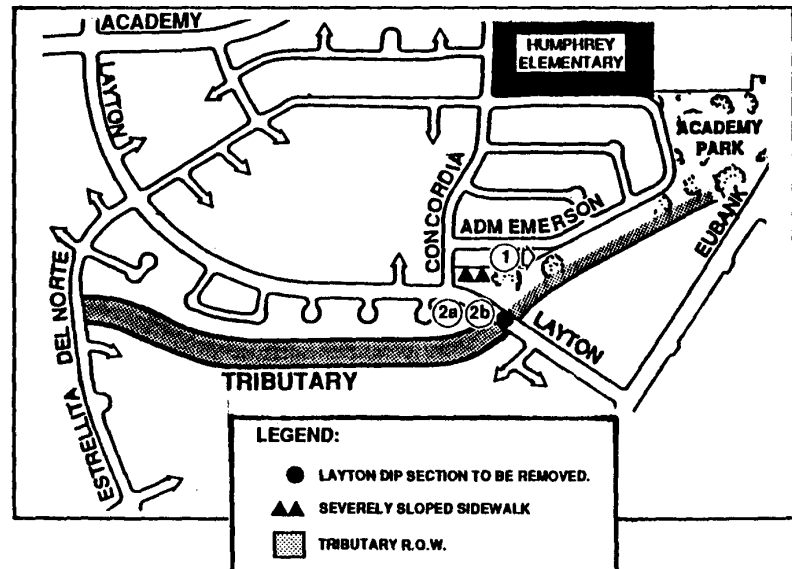 ACADEMY
HUMPHREY
ELEMENTARY
LAYTON
ACADEMY
PARK
CONCORDIA
ADM EMERSON
EUBANK
1
2a 2b
LAYTON
ESTRELLITA DEL NORTE
TRIBUTARY
LEGEND:
LAYTON DIP SECTION TO BE REMOVED.
SEVERELY SLOPED SIDEWALK
TRIBUTARY R.O.W.